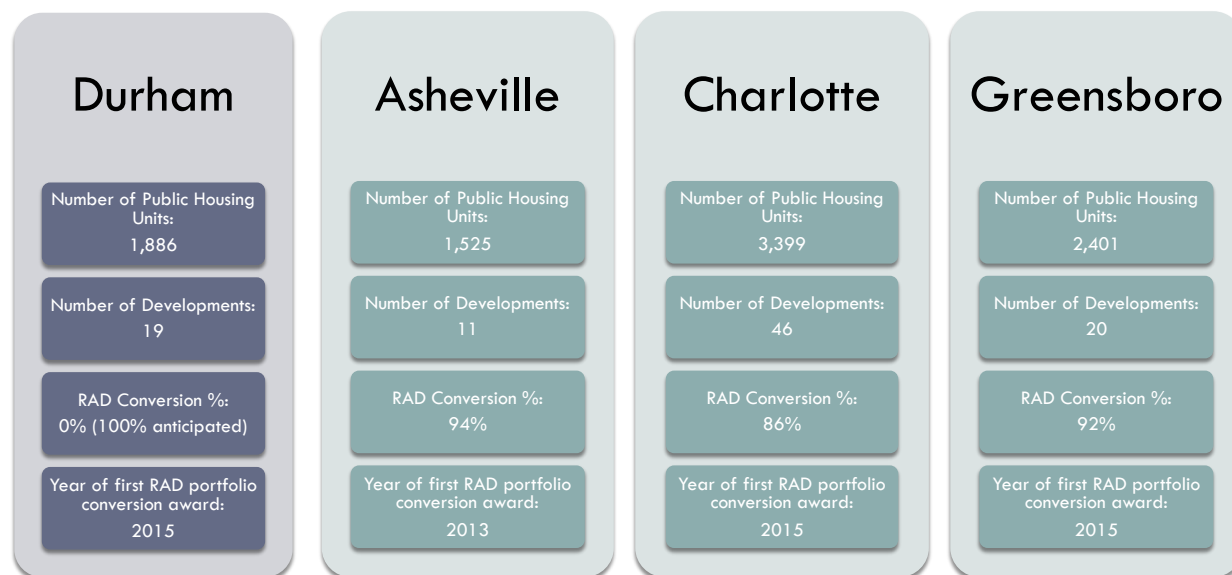 Durham
Number of Public Housing
Units:
1,886
Number of Developments:
19
RAD Conversion %:
0% (100% anticipated)
Year of first RAD portfolio
conversion award:
2015
Asheville
Number of Public Housing
Units:
1,525
Number of Developments:
11
RAD Conversion %:
94%
Year of first RAD portfolio
conversion award:
2013
Charlotte
Number of Public Housing
Units:
3,399
Number of Developments:
46
RAD Conversion %:
86%
Year of first RAD portfolio
conversion award:
2015
Greensboro
Number of Public Housing
Units:
2,401
Number of Developments:
20
RAD Conversion %:
92%
Year of first RAD portfolio
conversion award:
2015